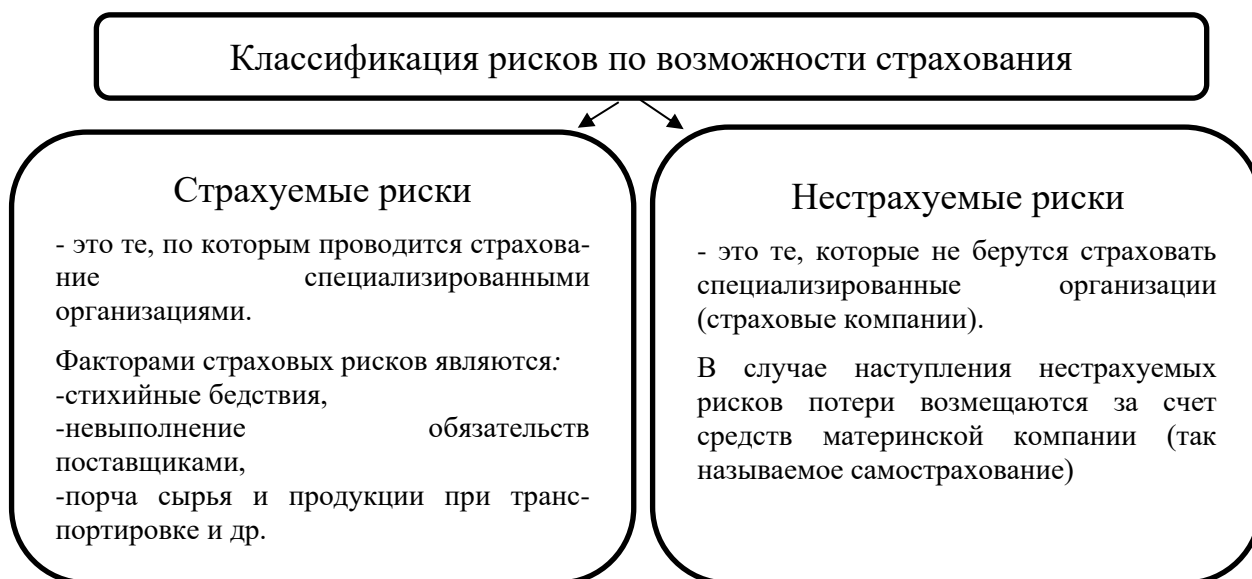 Классификация рисков по возможности страхования
Страхуемые риски
- это те, по которым проводится страхова-
ние специализированными
организациями.
Факторами страховых рисков являются:
-стихийные бедствия,
-невыполнение обязательств
поставщиками,
-порча сырья и продукции при транс-
портировке и др.
Нестрахуемые риски
- это те, которые не берутся страховать
специализированные организации
(страховые компании).
В случае наступления нестрахуемых
рисков потери возмещаются за счет
средств материнской компании (так
называемое самострахование)